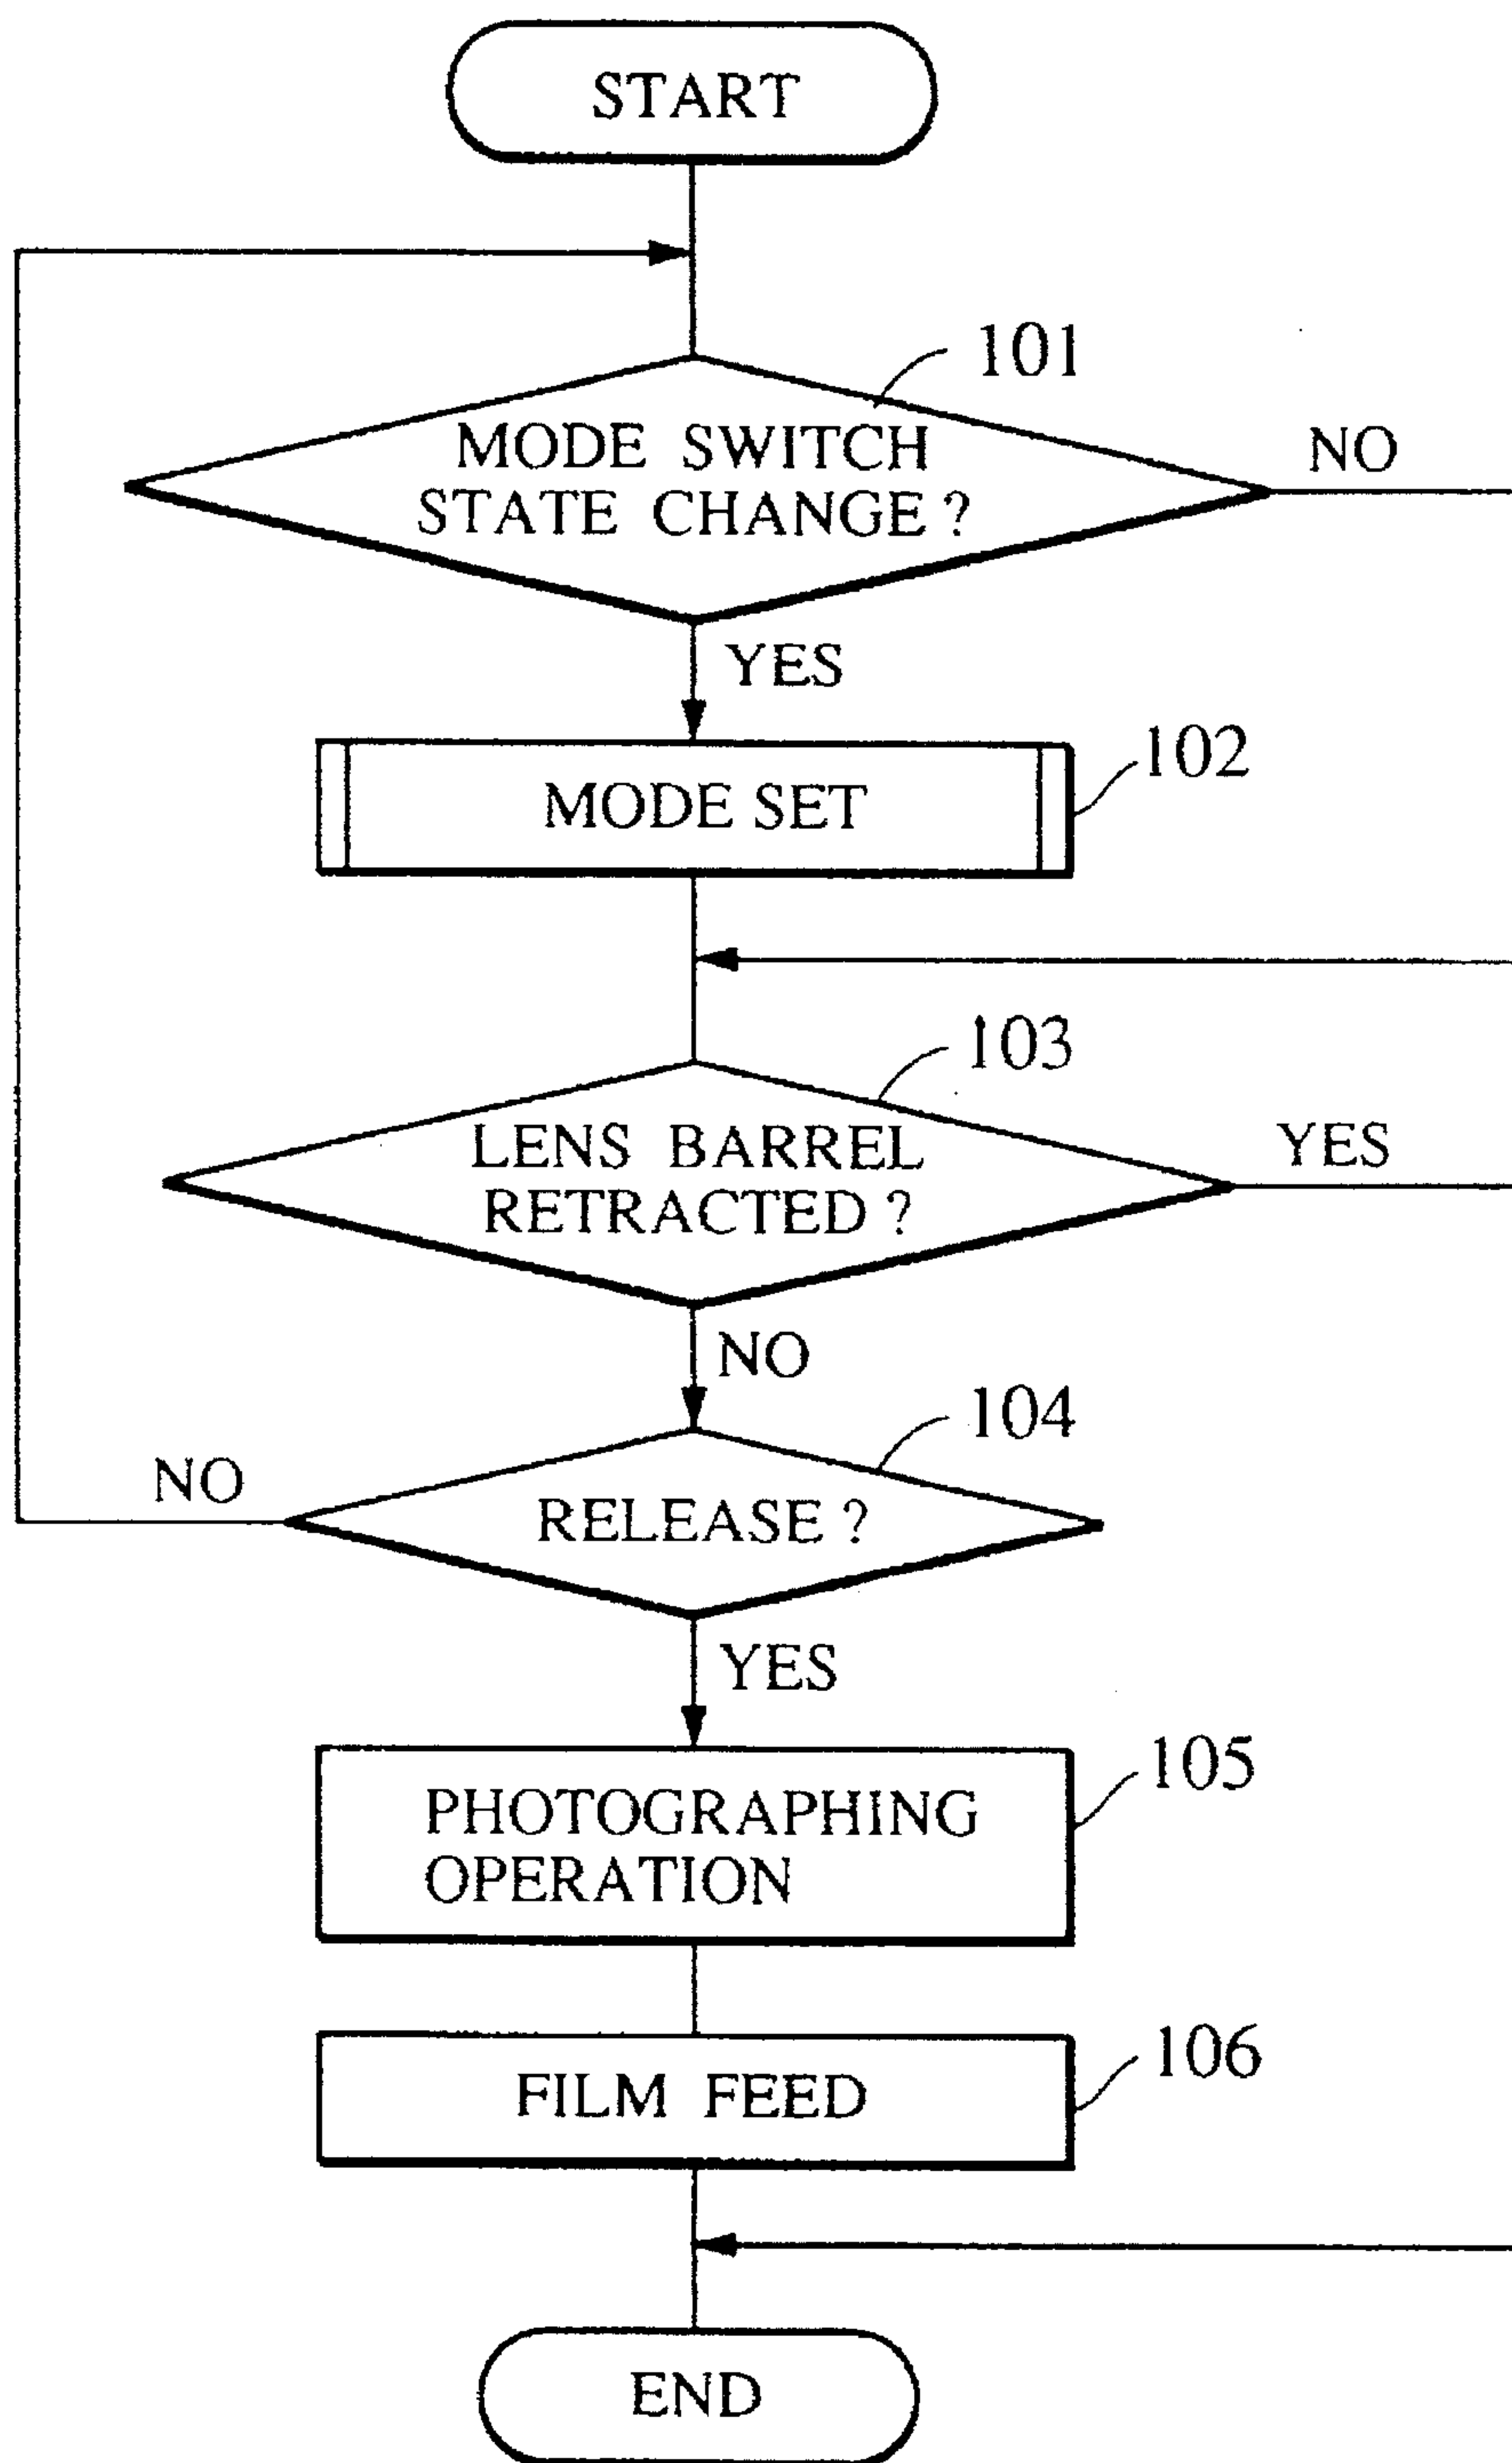 START
101
MODE SWITCH
STATE CHANGE ?
NO
YES
MODE SET
102
103
LENS BARREL
RETRACTED ?
YES
NO
104
NO
RELEASE ?
YES
105
PHOTOGRAPHING
OPERATION
106
FILM FEED
END